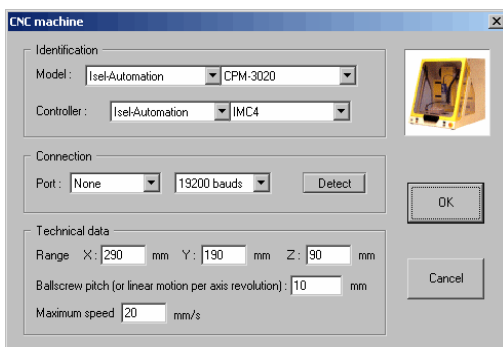 CNC machine
Identification
Model : Isel-Automation CPM-3020
Controller : Isel-Automation IMC4
Connection
Port : None 19200 bauds Detect
OK
Technical data
Range X : 290 mm Y : 190 mm Z : 90 mm
Ballscrew pitch (or linear motion per axis revolution) : 10 mm
Cancel
Maximum speed 20 mm/s